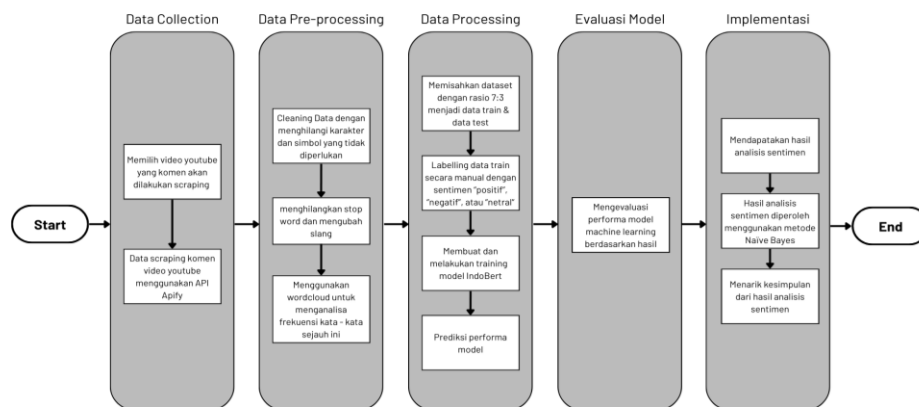 Data Collection
Data Pre-processing
Data Processing
Evaluasi Model
Implementasi
Start
Memilih video youtube
yang komen akan
dilakukan scraping
Data scraping komen
video youtube
menggunakan API
Apify
Cleaning Data dengan
menghilangi karakter
dan simbol yang tidak
diperlukan
menghilangkan stop
word dan mengubah
slang
Menggunakan
wordcloud untuk
menganalisa
frekuensi kata - kata
sejauh ini
Memisahkan dataset
dengan rasio 7:3
menjadi data train &
data test
Labelling data train
secara manual dengan
sentimen "positif",
"negatif", atau "netral"
Membuat dan
melakukan training
model IndoBert
Prediksi performa
model
Mengevaluasi
performa model
machine learning
berdasarkan hasil
Mendapatakan hasil
analisis sentimen
Hasil analisis
sentimen diperoleh
menggunakan metode
Naïve Bayes
Menarik kesimpulan
dari hasil analisis
sentimen
End